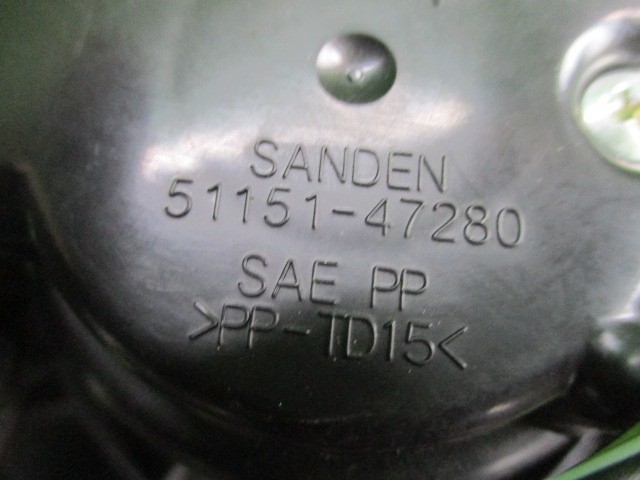 SANDEN
51151-47280
SAE PP
>PP-TD15<